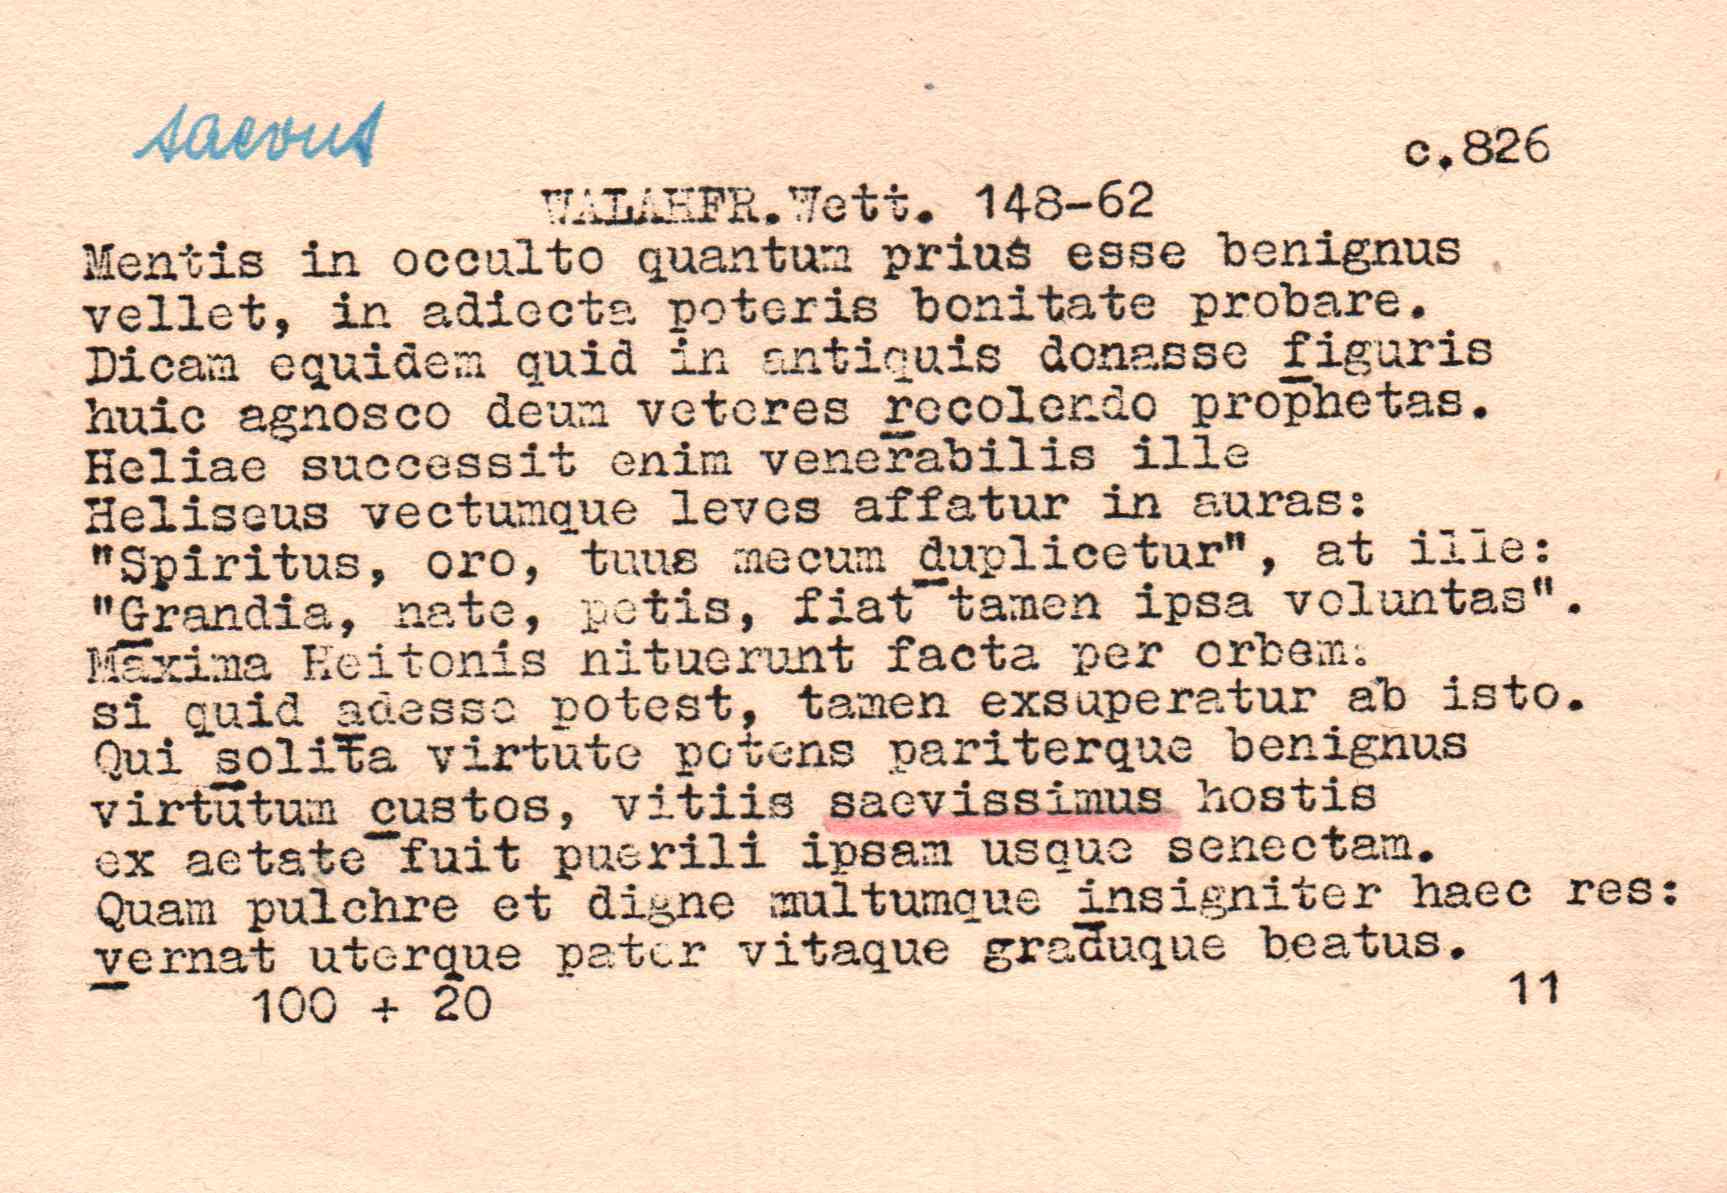 saevus
c.826
WALAHFR.Wett. 148-62
Mentis in occulto quantum prius esse benignus
vellet, in adiecta poteris bonitate probare.
Dicam equidem quid in antiquis donasse figuris
huic agnosco deum veteres recolendo prophetas.
Heliae successit enim venerabilis ille
Heliseus vectumque leves affatur in auras:
"Spiritus, oro, tuus mecum duplicetur", at ille:
"Grandia, nate, petis, fiat tamen ipsa voluntas".
Maxima Heitonis nituerunt facta per orbem:
si quid adesse potest, tamen exsuperatur ab isto.
Qui solita virtute potens pariterque benignus
virtutum custos, vitiis saevissimus hostis
ex aetate fuit puerili ipsam usque senectam.
Quam pulchre et digne multumque insigniter haec res:
vernat uterque pater vitaque graduque beatus.
100 + 20
11